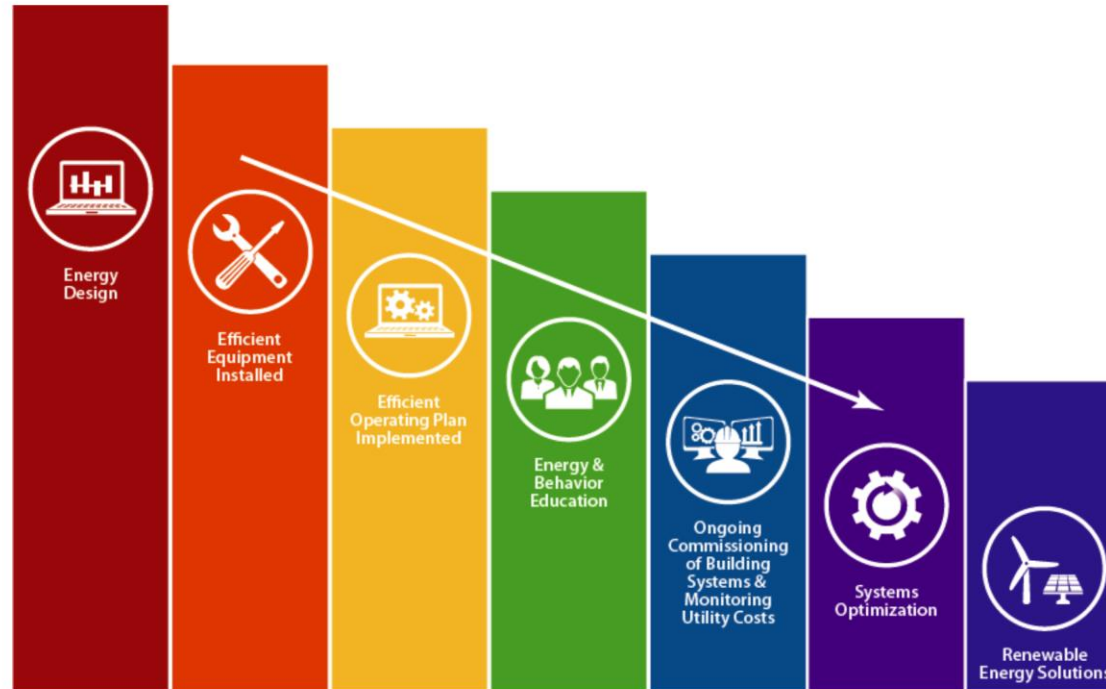 Energy
Design
Efficient
Equipment
Installed
Efficient
Operating Plan
Implemented
Energy &
Behavior
Education
Ongoing
Commissioning
of Building
Systems &
Monitoring
Utility Costs
Systems
Optimization
Renewable
Energy Solutions